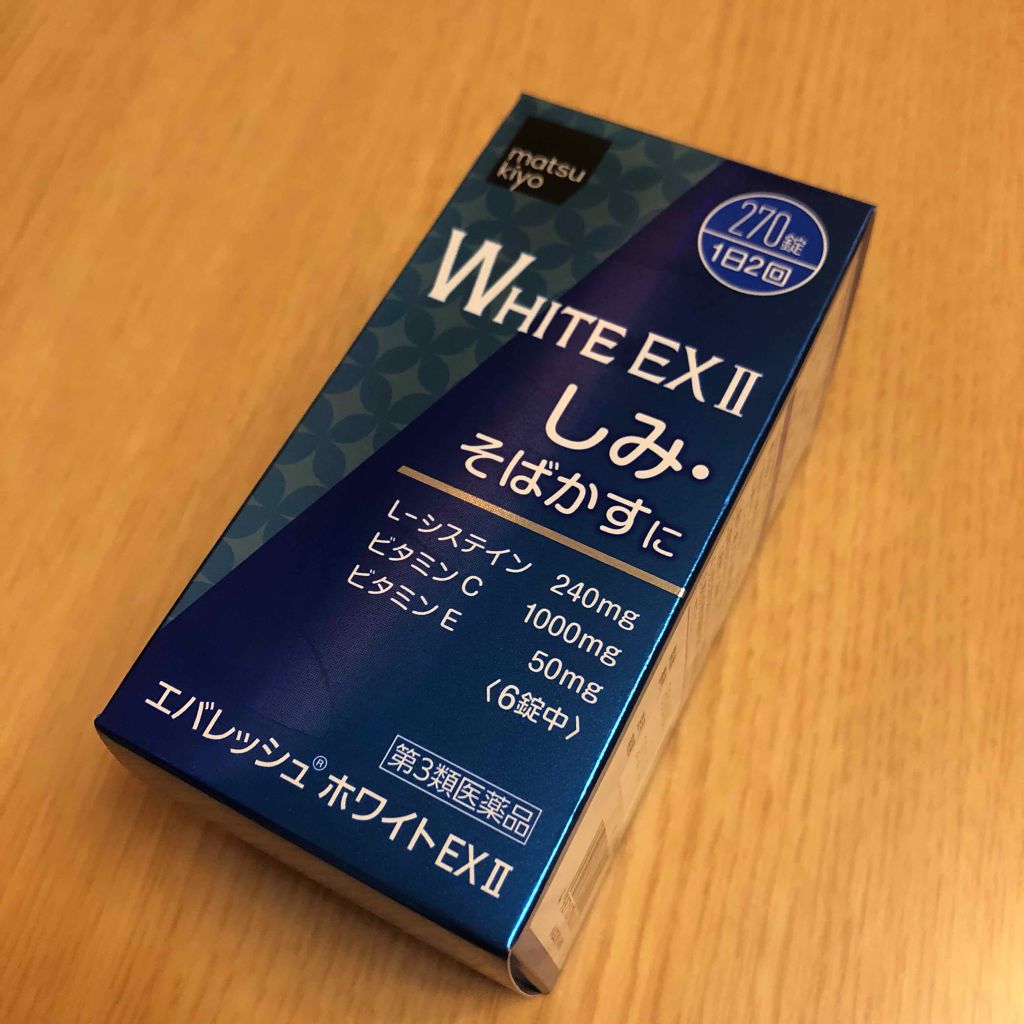 matsu
kiyo
270錠
1日2回
WHITE EX II
しみ・
そばかすに
L-システイン 240mg
ビタミンC 1000mg
ビタミンE 50mg
〈6錠中〉
第3類医薬品
エバレッシュ®ホワイトEX II